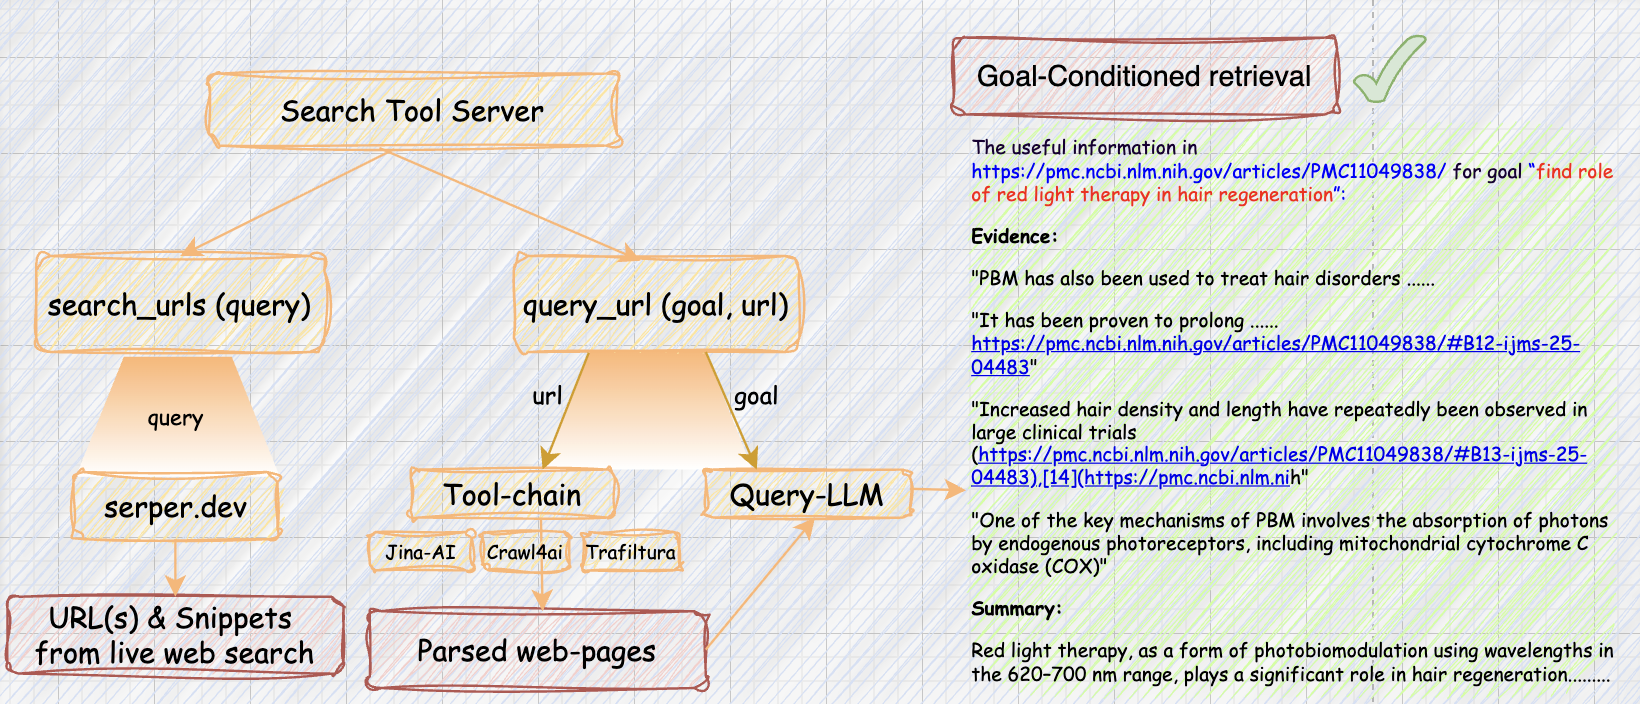 Search Tool Server
search_urls (query)
query_url (goal, url)
query
url
goal
serper.dev
Tool-chain
Query-LLM
Jina-AI
Crawl4ai
Trafiltura
URL(s) & Snippets
from live web search
Parsed web-pages
Goal-Conditioned retrieval
The useful information in
https://pmc.ncbi.nlm.nih.gov/articles/PMC11049838/ for goal “find role
of red light therapy in hair regeneration”:
Evidence:
"PBM has also been used to treat hair disorders ......
"It has been proven to prolong ......
https://pmc.ncbi.nlm.nih.gov/articles/PMC11049838/#B12-ijms-25-
04483"
"Increased hair density and length have repeatedly been observed in
large clinical trials
(https://pmc.ncbi.nlm.nih.gov/articles/PMC11049838/#B13-ijms-25-
04483),[14](https://pmc.ncbi.nlm.nih"
"One of the key mechanisms of PBM involves the absorption of photons
by endogenous photoreceptors, including mitochondrial cytochrome C
oxidase (COX)"
Summary:
Red light therapy, as a form of photobiomodulation using wavelengths in
the 620–700 nm range, plays a significant role in hair regeneration.........